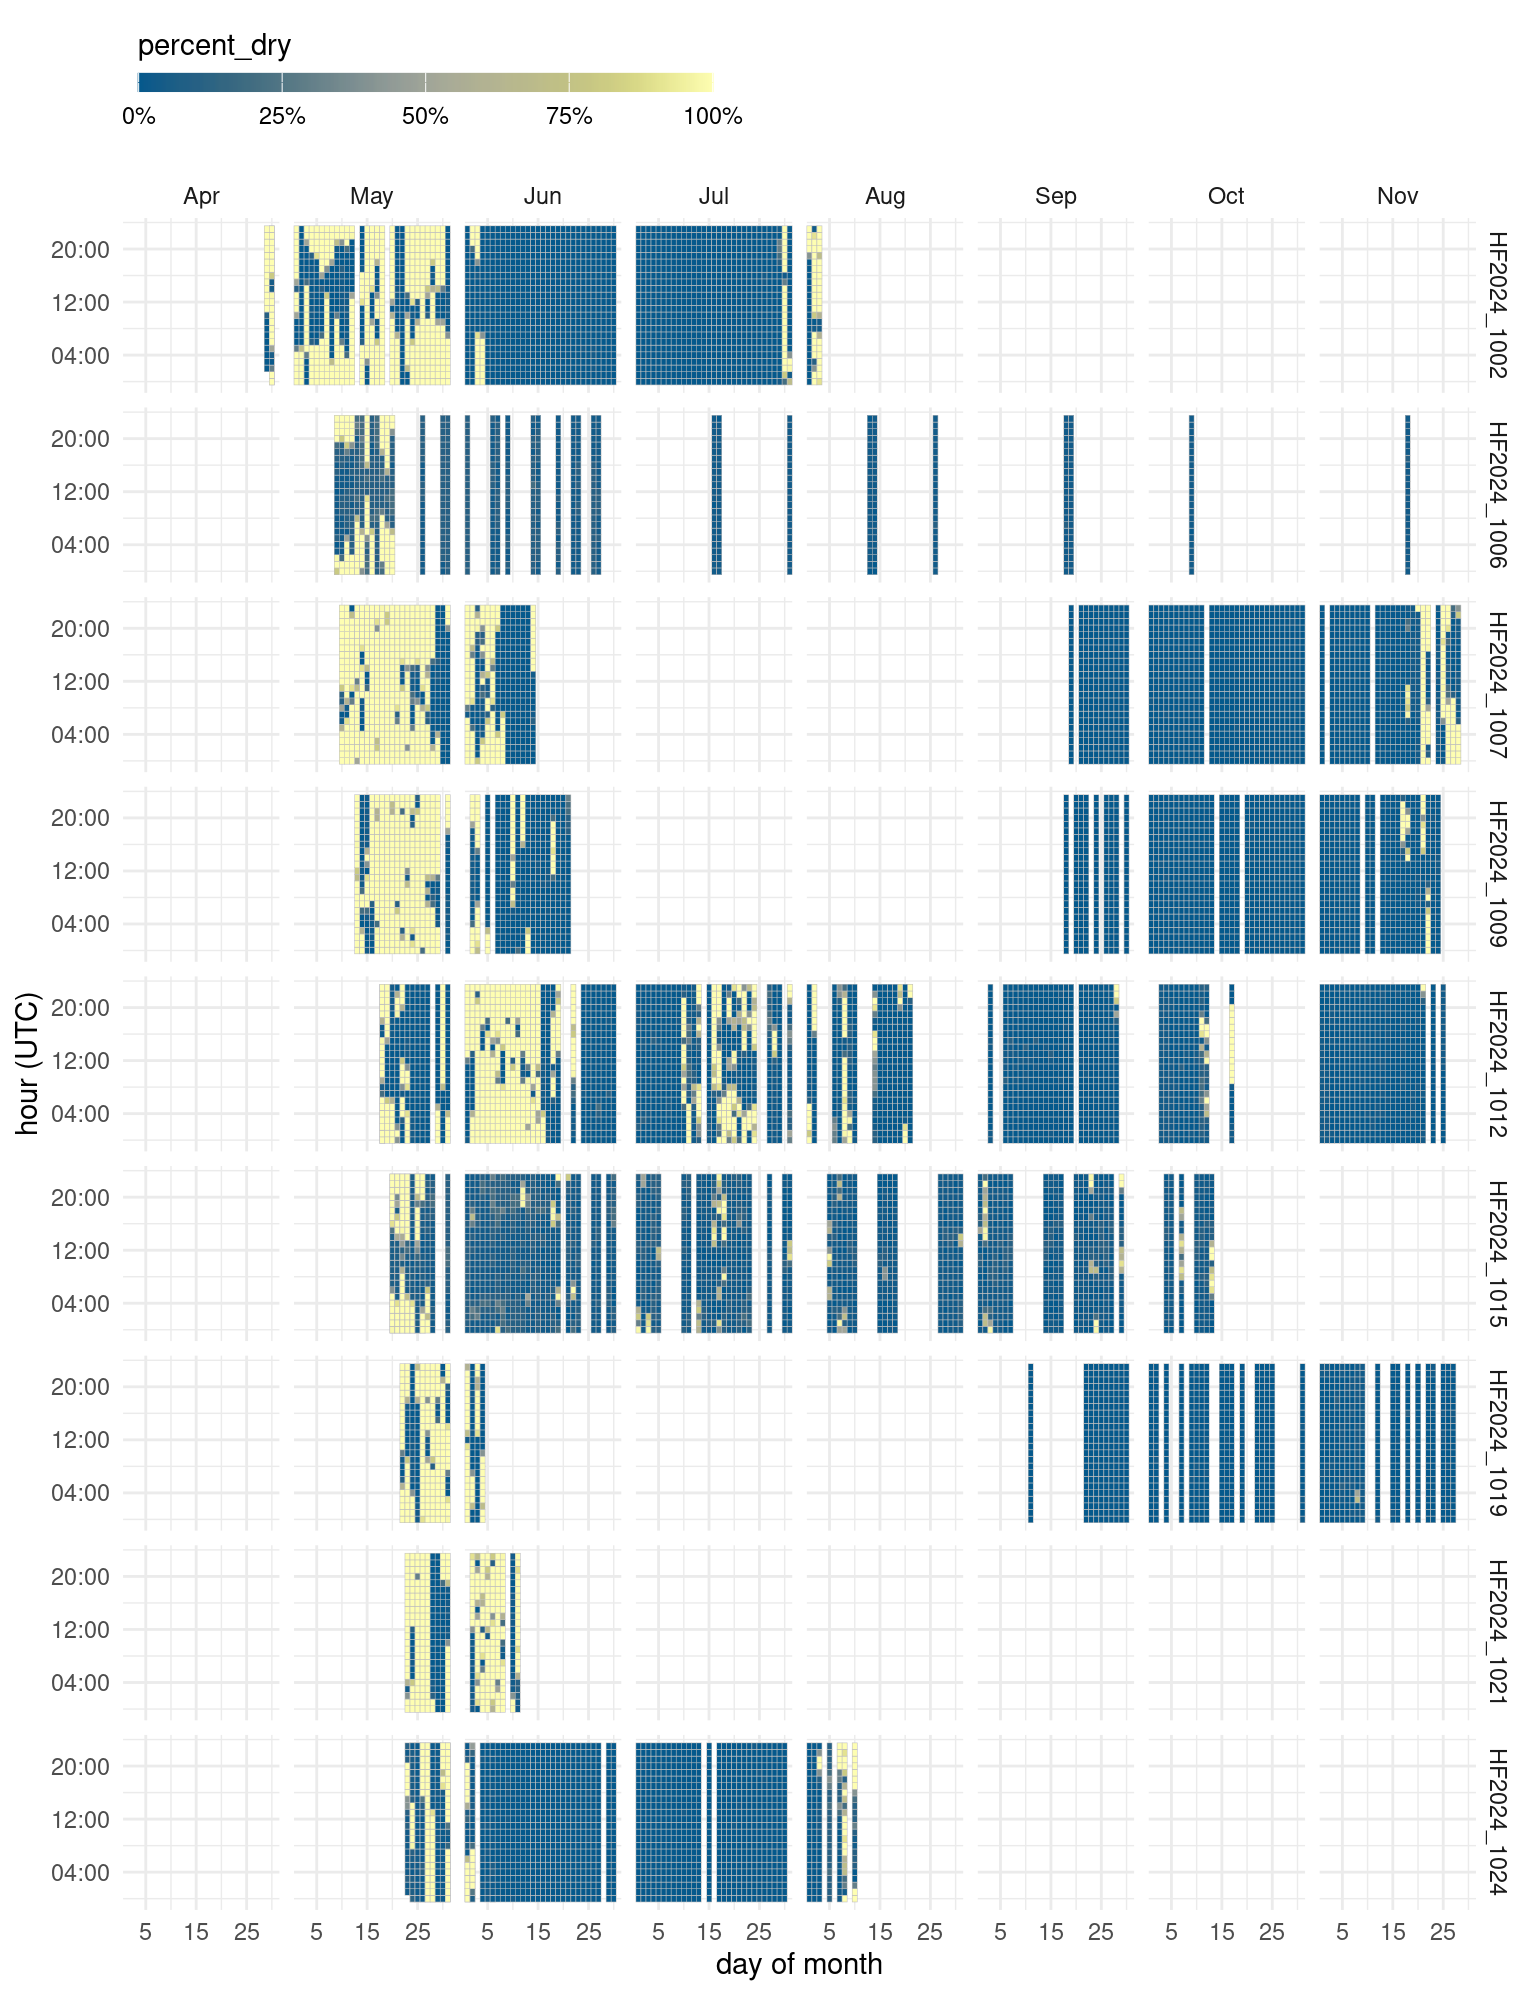 percent_dry
0% 25% 50% 75% 100%
Apr May Jun Jul Aug Sep Oct Nov
20:00
12:00
04:00
HF2024_1002
20:00
12:00
04:00
HF2024_1006
20:00
12:00
04:00
HF2024_1007
20:00
12:00
04:00
HF2024_1009
hour (UTC)
20:00
12:00
04:00
HF2024_1012
20:00
12:00
04:00
HF2024_1015
20:00
12:00
04:00
HF2024_1019
20:00
12:00
04:00
HF2024_1021
20:00
12:00
04:00
HF2024_1024
5 15 25 5 15 25 5 15 25 5 15 25 5 15 25 5 15 25 5 15 25 5 15 25
day of month